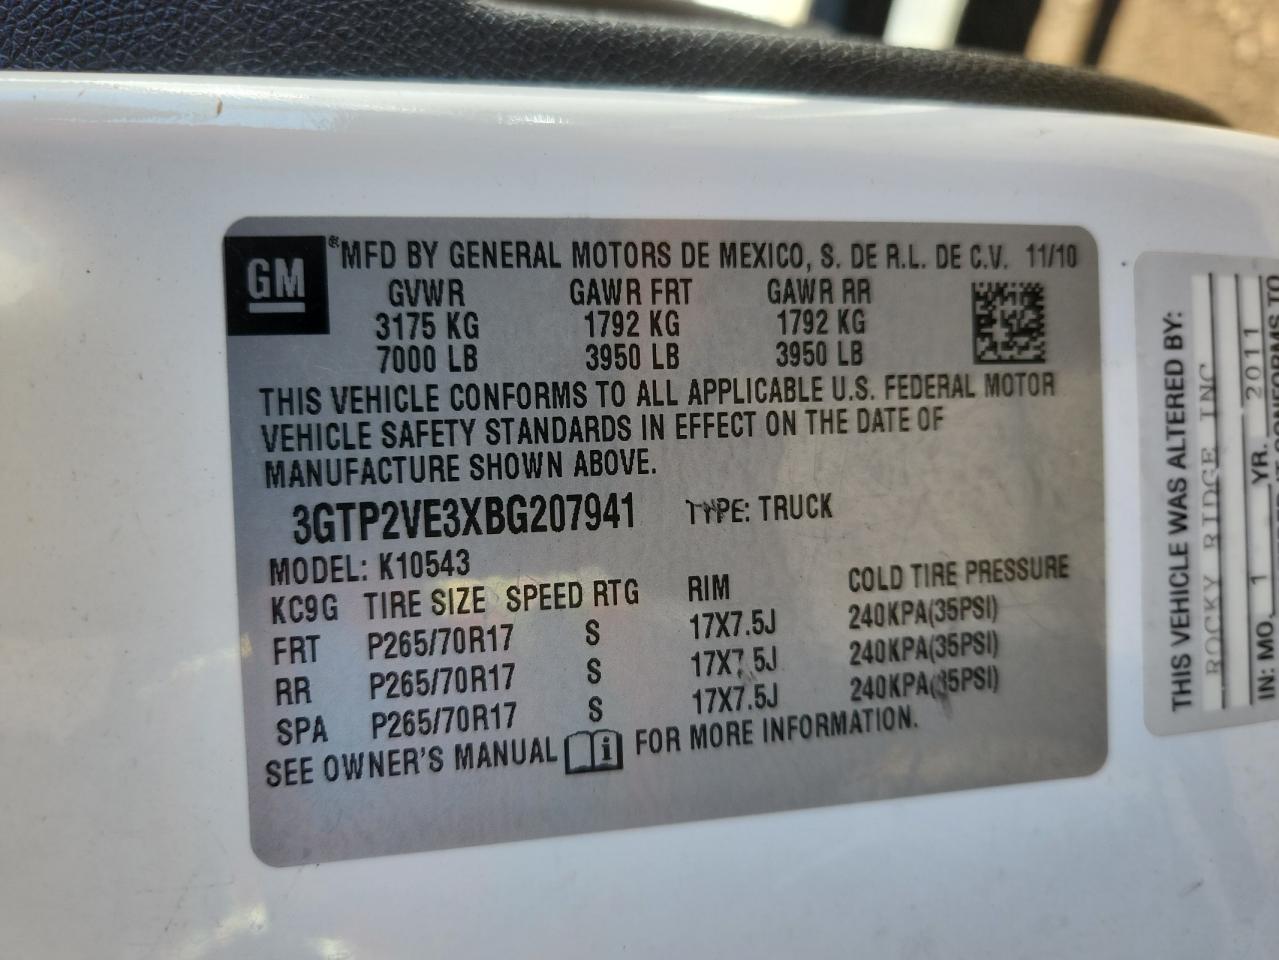 GM
®MFD BY GENERAL MOTORS DE MEXICO, S. DE R.L. DE C.V. 11/10
GVWR GAWR FRT GAWR RR
3175 KG 1792 KG 1792 KG
7000 LB 3950 LB 3950 LB
THIS VEHICLE CONFORMS TO ALL APPLICABLE U.S. FEDERAL MOTOR
VEHICLE SAFETY STANDARDS IN EFFECT ON THE DATE OF
MANUFACTURE SHOWN ABOVE.
3GTP2VE3XBG207941 TYPE: TRUCK
MODEL: K10543
KC9G TIRE SIZE SPEED RTG RIM COLD TIRE PRESSURE
FRT P265/70R17 S 17X7.5J 240KPA(35PSI)
RR P265/70R17 S 17X7.5J 240KPA(35PSI)
SPA P265/70R17 S 17X7.5J 240KPA(35PSI)
SEE OWNER'S MANUAL i FOR MORE INFORMATION.
THIS VEHICLE WAS ALTERED BY:
ROCKY RIDGE INC
IN: MO. 1 YR. 2011
CONFORMS TO